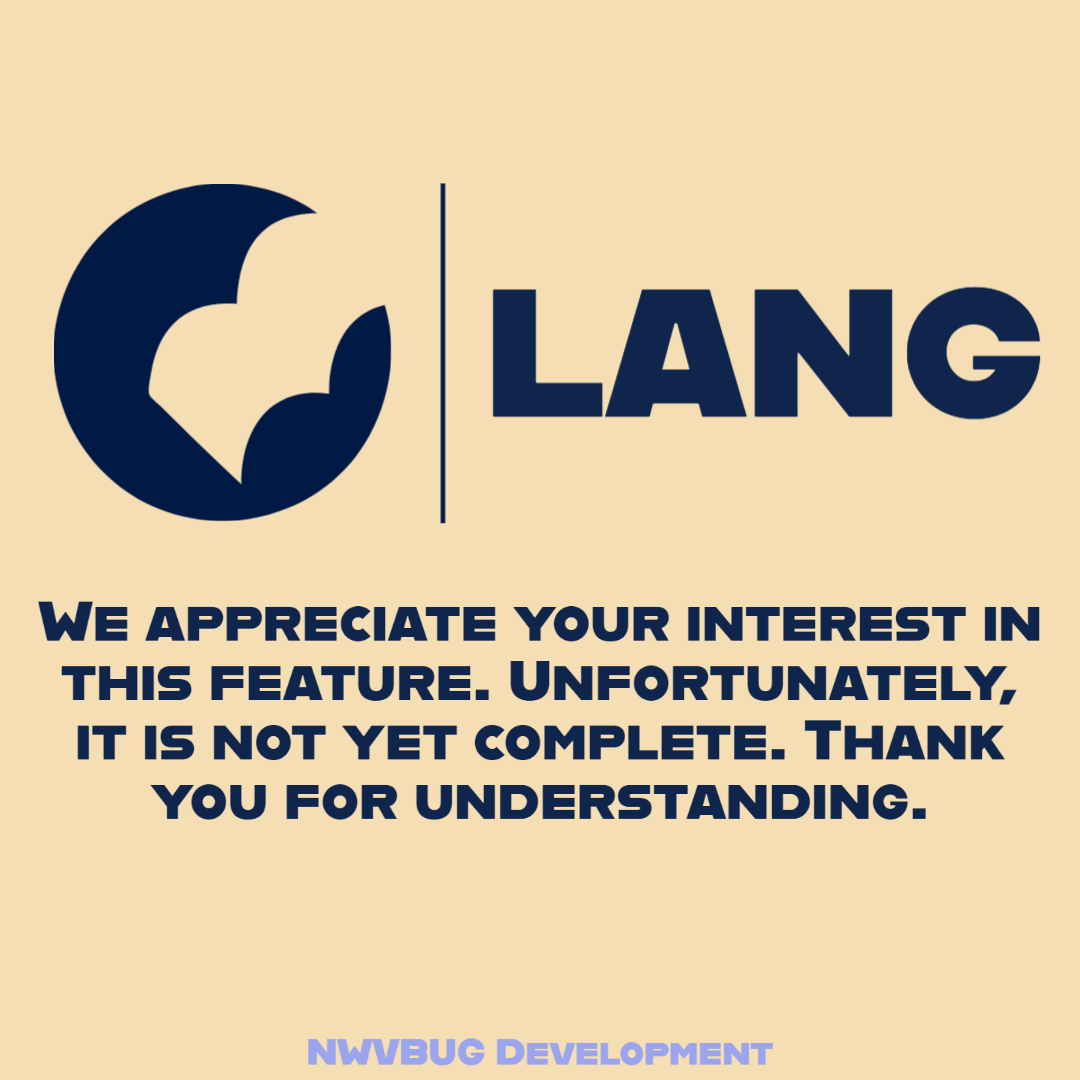 LANG
We appreciate your interest in
this feature. Unfortunately,
it is not yet complete. Thank
you for understanding.
NWVBUG Development